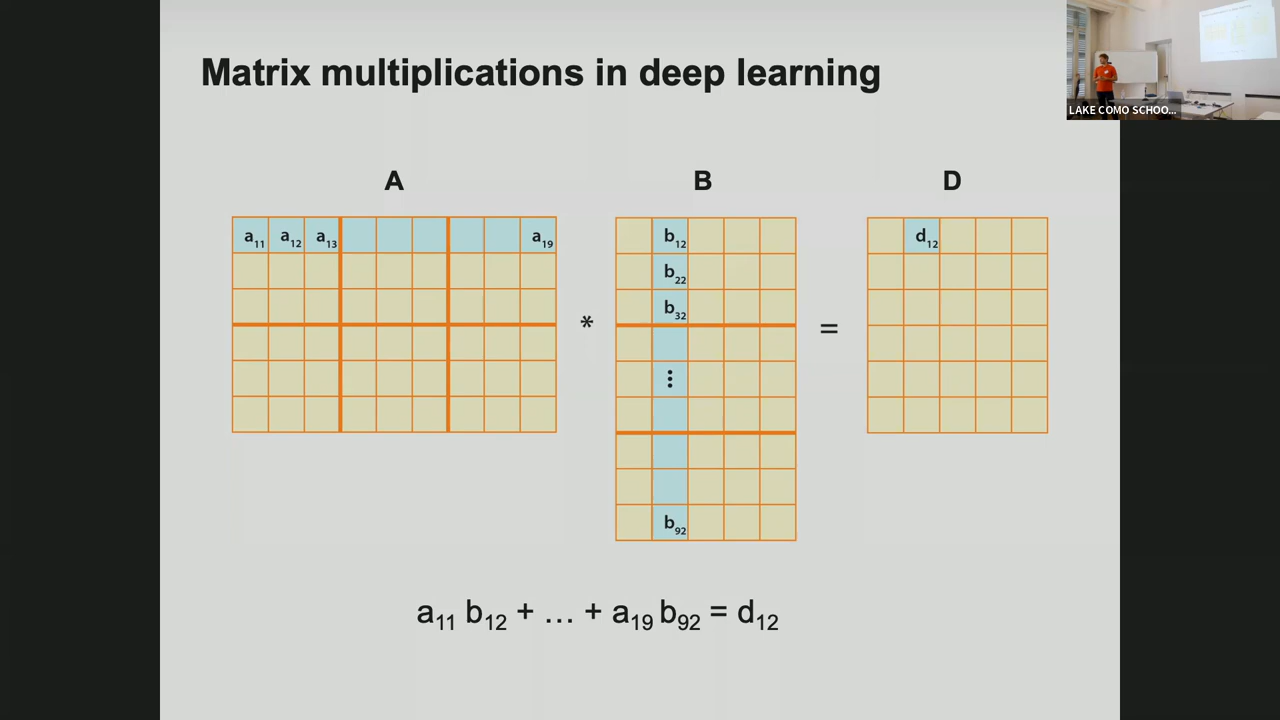 Matrix multiplications in deep learning
LAKE COMO SCHOO...
A B D
a11 a12 a13 a19 b12 d12
b22
b32
* =
⋮
b92
a11 b12 + … + a19 b92 = d12